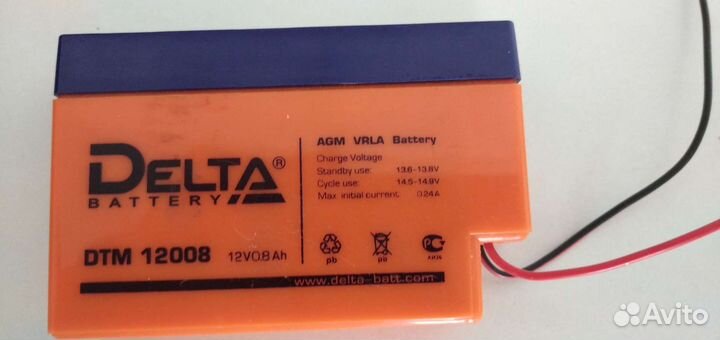 DELTA®
BATTERY
DTM 12008 12V0.8Ah
AGM VRLA Battery
Charge Voltage
Standby use: 13.6-13.8V
Cycle use: 14.5-14.9V
Max. initial current: 0.24A
pb
pb
www.delta-batt.com
Avito